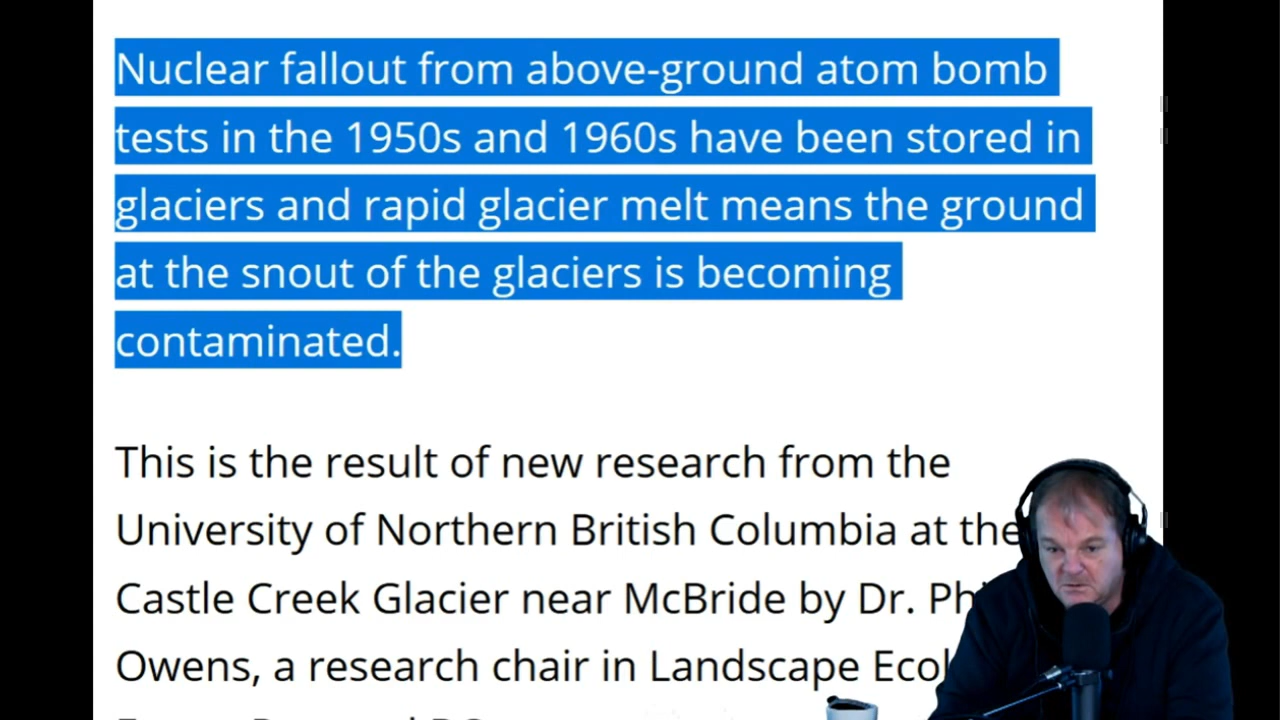 Nuclear fallout from above-ground atom bomb
tests in the 1950s and 1960s have been stored in
glaciers and rapid glacier melt means the ground
at the snout of the glaciers is becoming
contaminated.
This is the result of new research from the
University of Northern British Columbia at the
Castle Creek Glacier near McBride by Dr.
Owens, a research chair in Landscape